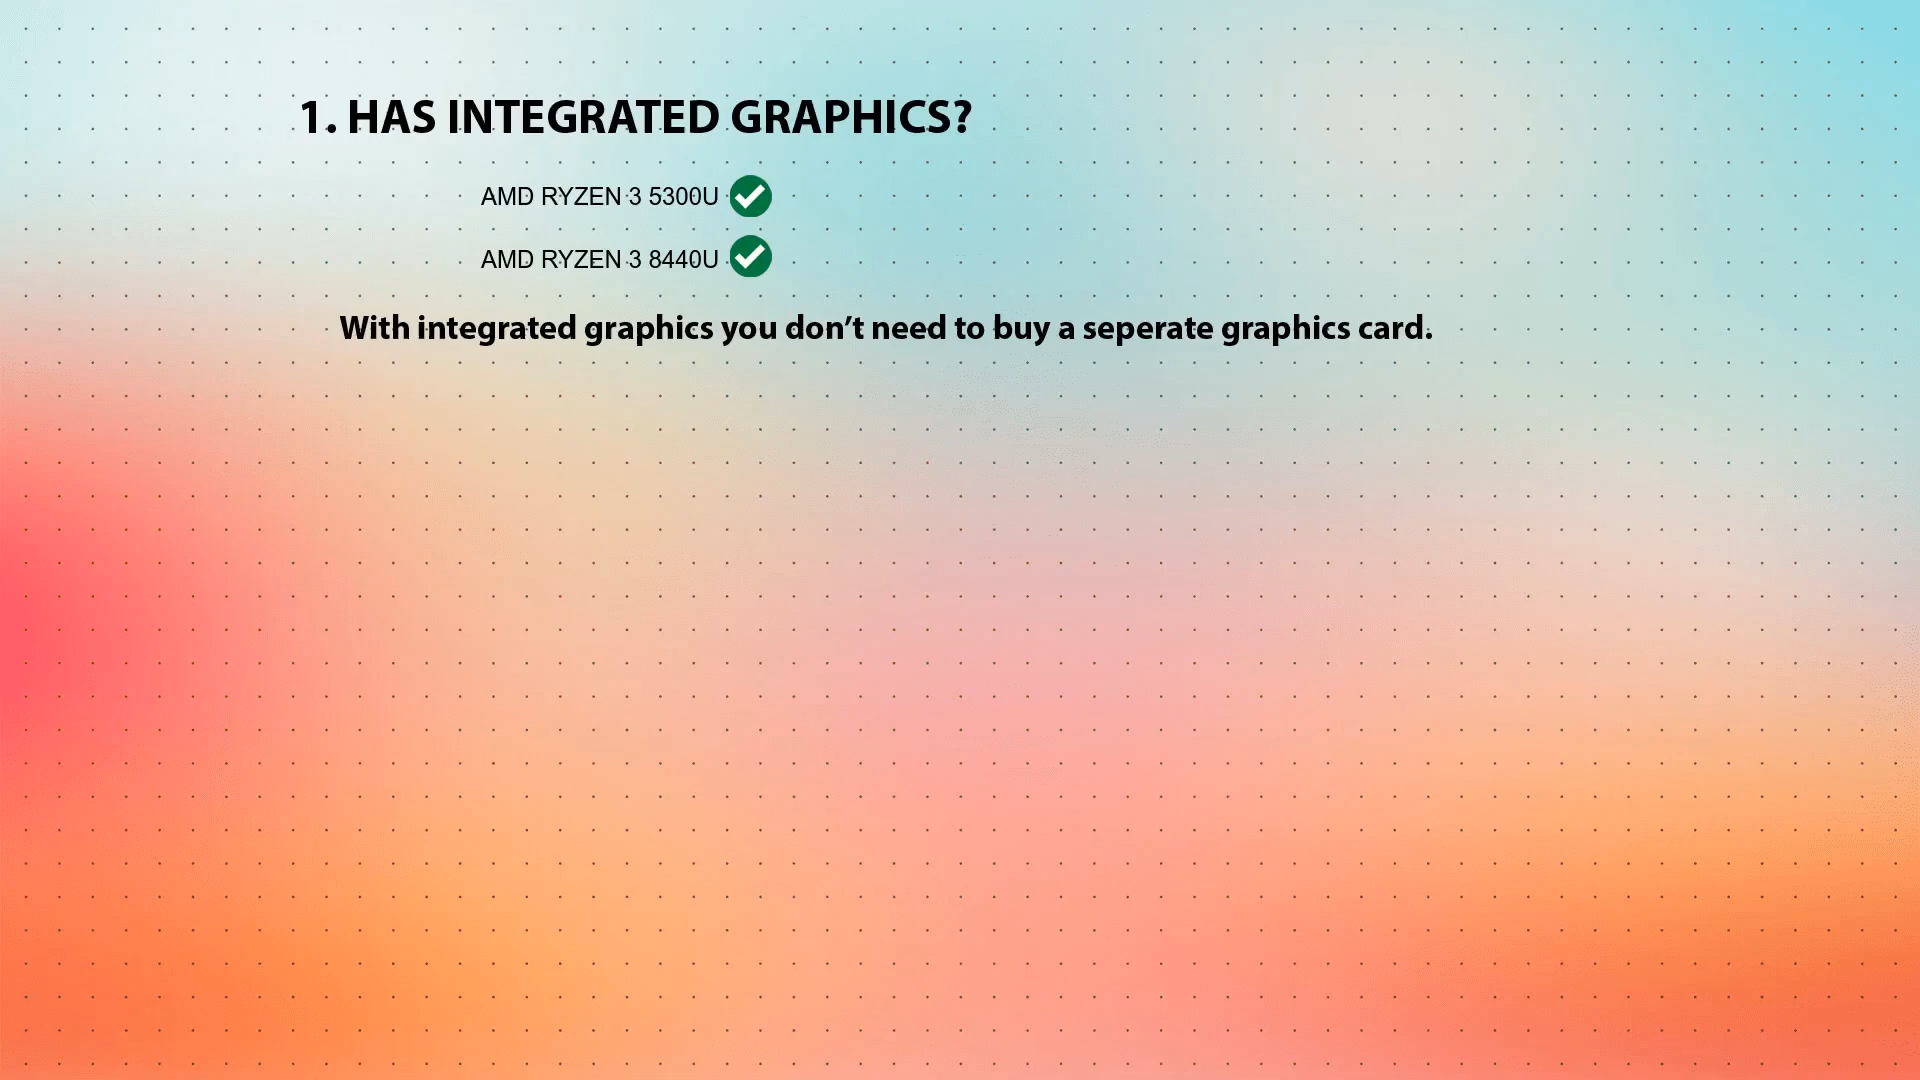 1. HAS INTEGRATED GRAPHICS?
AMD RYZEN 3 5300U
AMD RYZEN 3 8440U
With integrated graphics you don’t need to buy a seperate graphics card.